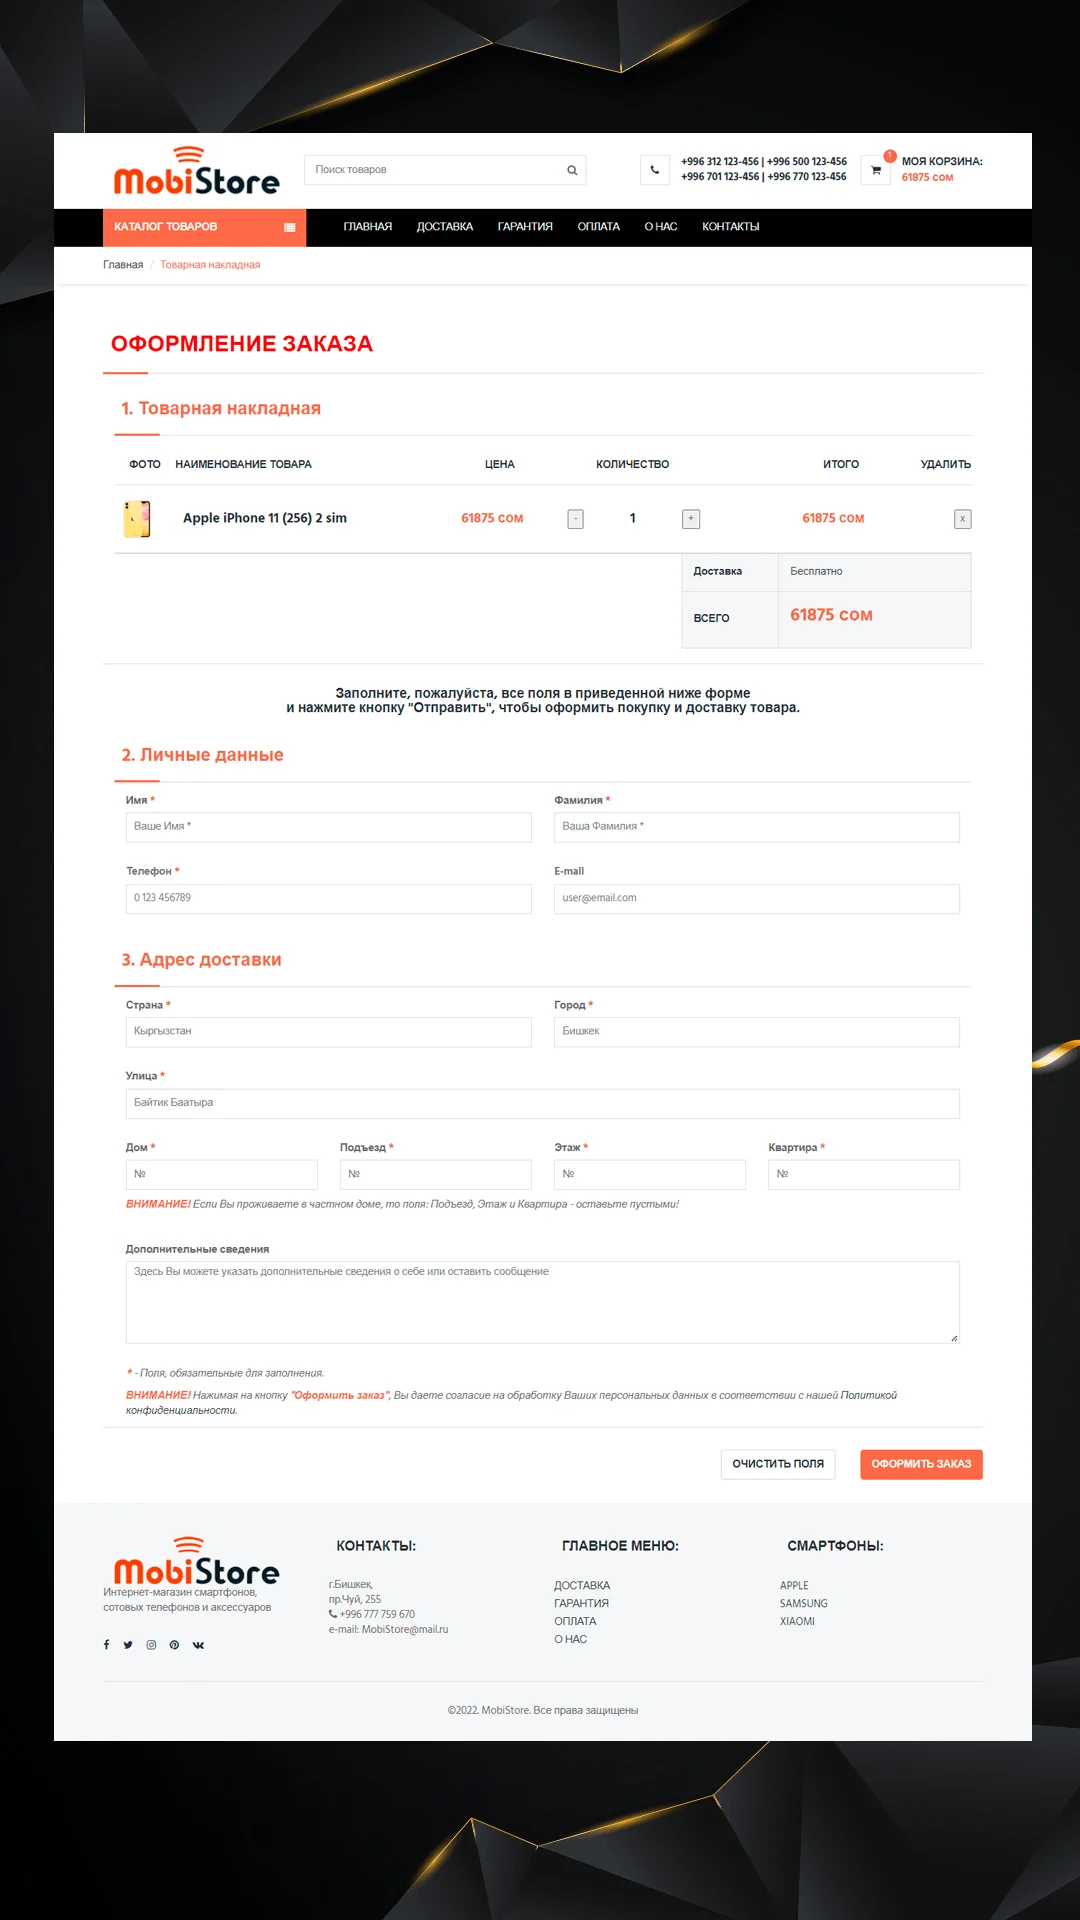 MobiStore
Поиск товаров
+996 312 123-456 | +996 500 123-456
+996 701 123-456 | +996 770 123-456
1
МОЯ КОРЗИНА:
61875 сом
КАТАЛОГ ТОВАРОВ
ГЛАВНАЯ ДОСТАВКА ГАРАНТИЯ ОПЛАТА О НАС КОНТАКТЫ
Главная / Товарная накладная
ОФОРМЛЕНИЕ ЗАКАЗА
1. Товарная накладная
ФОТО НАИМЕНОВАНИЕ ТОВАРА ЦЕНА КОЛИЧЕСТВО ИТОГО УДАЛИТЬ
Apple iPhone 11 (256) 2 sim 61875 сом - 1 + 61875 сом x
Доставка Бесплатно
ВСЕГО 61875 сом
Заполните, пожалуйста, все поля в приведенной ниже форме
и нажмите кнопку "Отправить", чтобы оформить покупку и доставку товара.
2. Личные данные
Имя * Фамилия *
Ваше Имя * Ваша Фамилия *
Телефон * E-mall
0 123 456789 user@email.com
3. Адрес доставки
Страна * Город *
Кыргызстан Бишкек
Улица *
Байтик Баатыра
Дом * Подъезд * Этаж * Квартира *
№ № № №
ВНИМАНИЕ! Если Вы проживаете в частном доме, то поля: Подъезд, Этаж и Квартира - оставьте пустыми!
Дополнительные сведения
Здесь Вы можете указать дополнительные сведения о себе или оставить сообщение
* - Поля, обязательные для заполнения.
ВНИМАНИЕ! Нажимая на кнопку "Оформить заказ", Вы даете согласие на обработку Ваших персональных данных в соответствии с нашей Политикой
конфиденциальности.
ОЧИСТИТЬ ПОЛЯ ОФОРМИТЬ ЗАКАЗ
MobiStore
Интернет-магазин смартфонов,
сотовых телефонов и аксессуаров
КОНТАКТЫ:
г.Бишкек,
пр.Чуй, 255
+996 777 759 670
e-mail: MobiStore@mail.ru
ГЛАВНОЕ МЕНЮ:
ДОСТАВКА
ГАРАНТИЯ
ОПЛАТА
О НАС
СМАРТФОНЫ:
APPLE
SAMSUNG
XIAOMI
©2022. MobiStore. Все права защищены